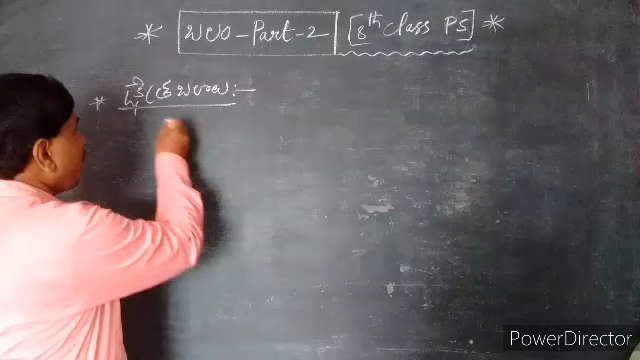 * బలం - Part - 2 [8th class PS] *
* క్షేత్ర బలాలు :-
PowerDirector